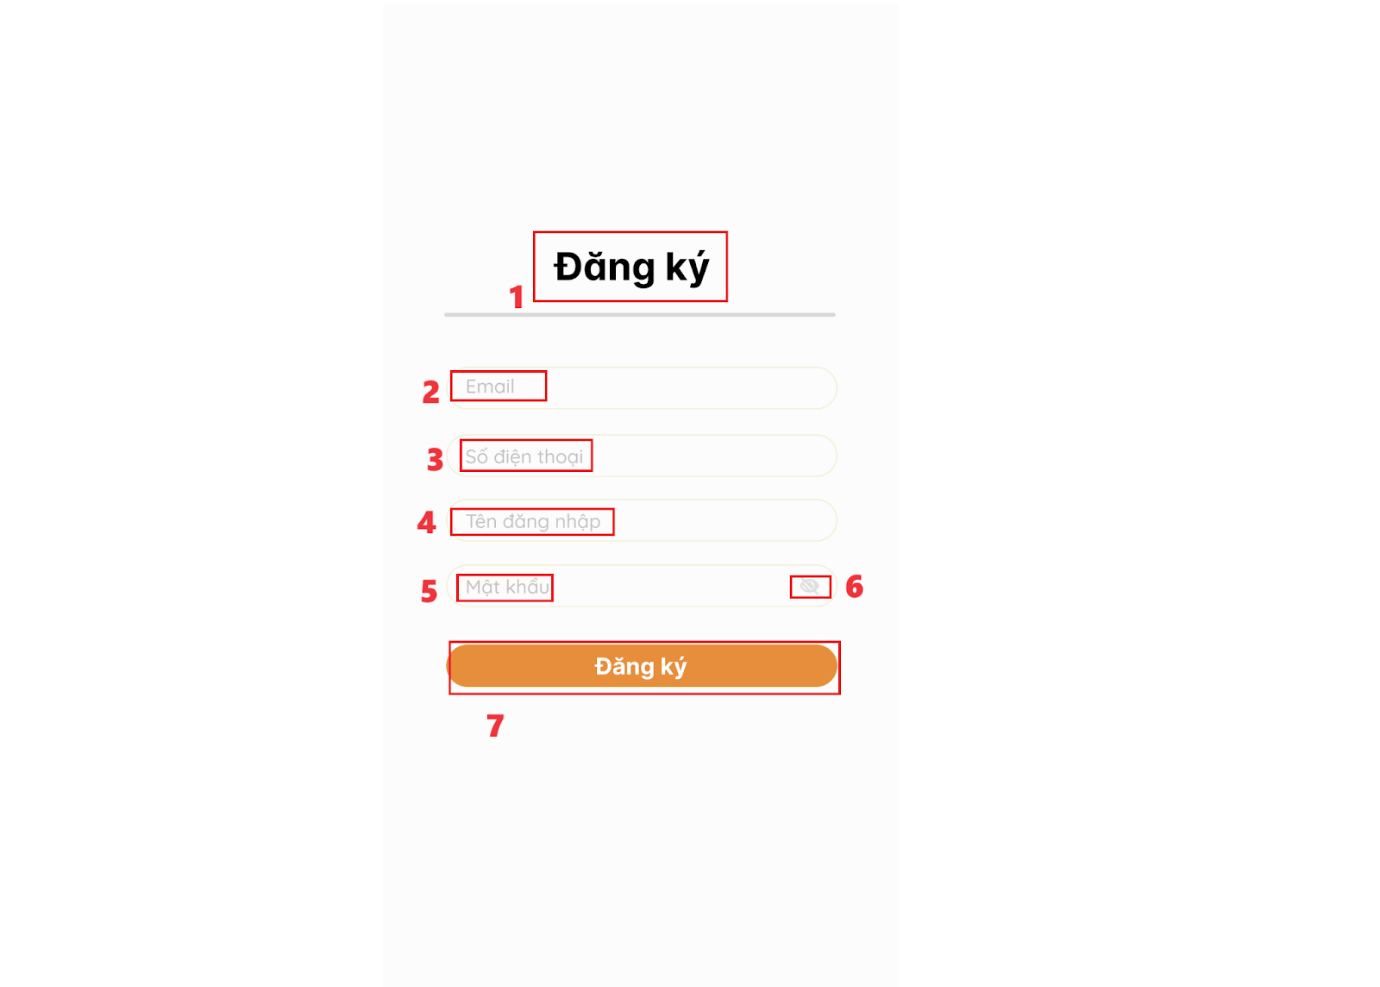 Đăng ký
1
2 Email
3 Số điện thoại
4 Tên đăng nhập
5 Mật khẩu 6
Đăng ký
7